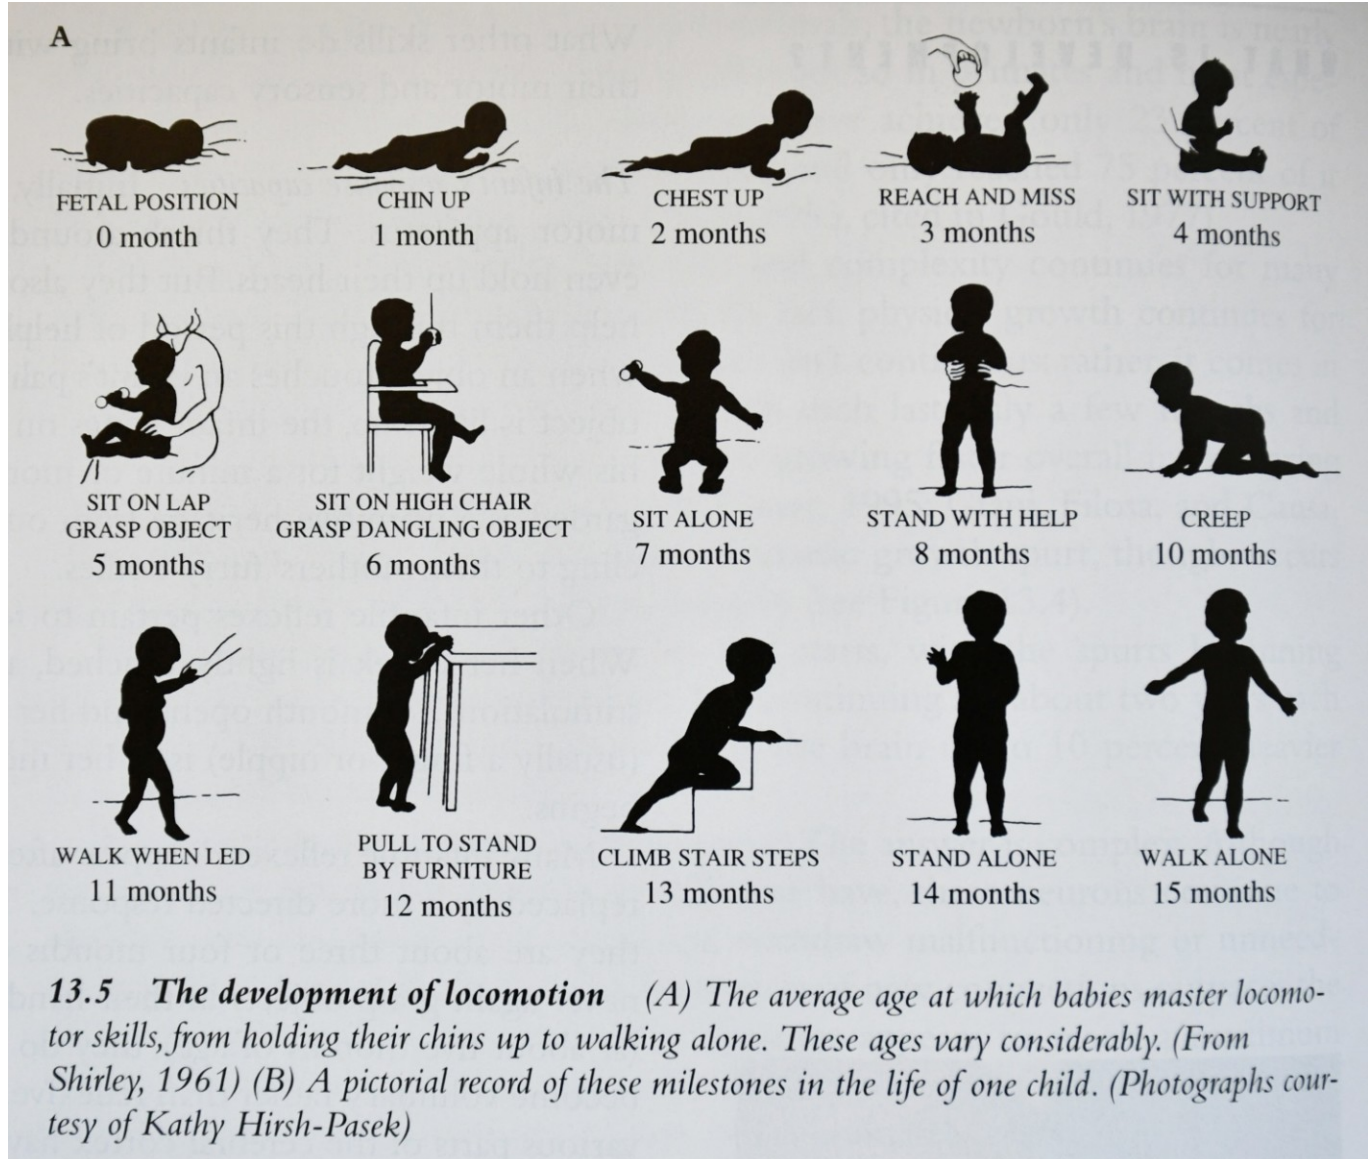 A
FETAL POSITION
0 month
CHIN UP
1 month
CHEST UP
2 months
REACH AND MISS
3 months
SIT WITH SUPPORT
4 months
SIT ON LAP
GRASP OBJECT
5 months
SIT ON HIGH CHAIR
GRASP DANGLING OBJECT
6 months
SIT ALONE
7 months
STAND WITH HELP
8 months
CREEP
10 months
WALK WHEN LED
11 months
PULL TO STAND
BY FURNITURE
12 months
CLIMB STAIR STEPS
13 months
STAND ALONE
14 months
WALK ALONE
15 months
13.5 The development of locomotion (A) The average age at which babies master locomo-
tor skills, from holding their chins up to walking alone. These ages vary considerably. (From
Shirley, 1961) (B) A pictorial record of these milestones in the life of one child. (Photographs cour-
tesy of Kathy Hirsh-Pasek)